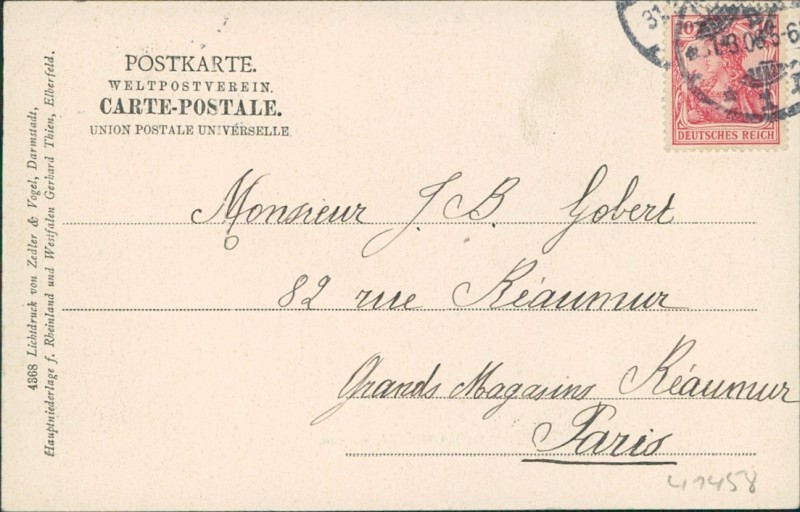 POSTKARTE.
WELTPOSTVEREIN.
CARTE-POSTALE.
UNION POSTALE UNIVERSELLE
DEUTSCHES REICH
Monsieur J. B. Gobert
82 rue Réaumur
Grands Magasins Réaumur
Paris
41458
4368 Lichtdruck von Zedler & Vogel, Darmstadt,
Hauptniederlage f. Rheinland und Westfalen Gerhard Thien, Elberfeld.